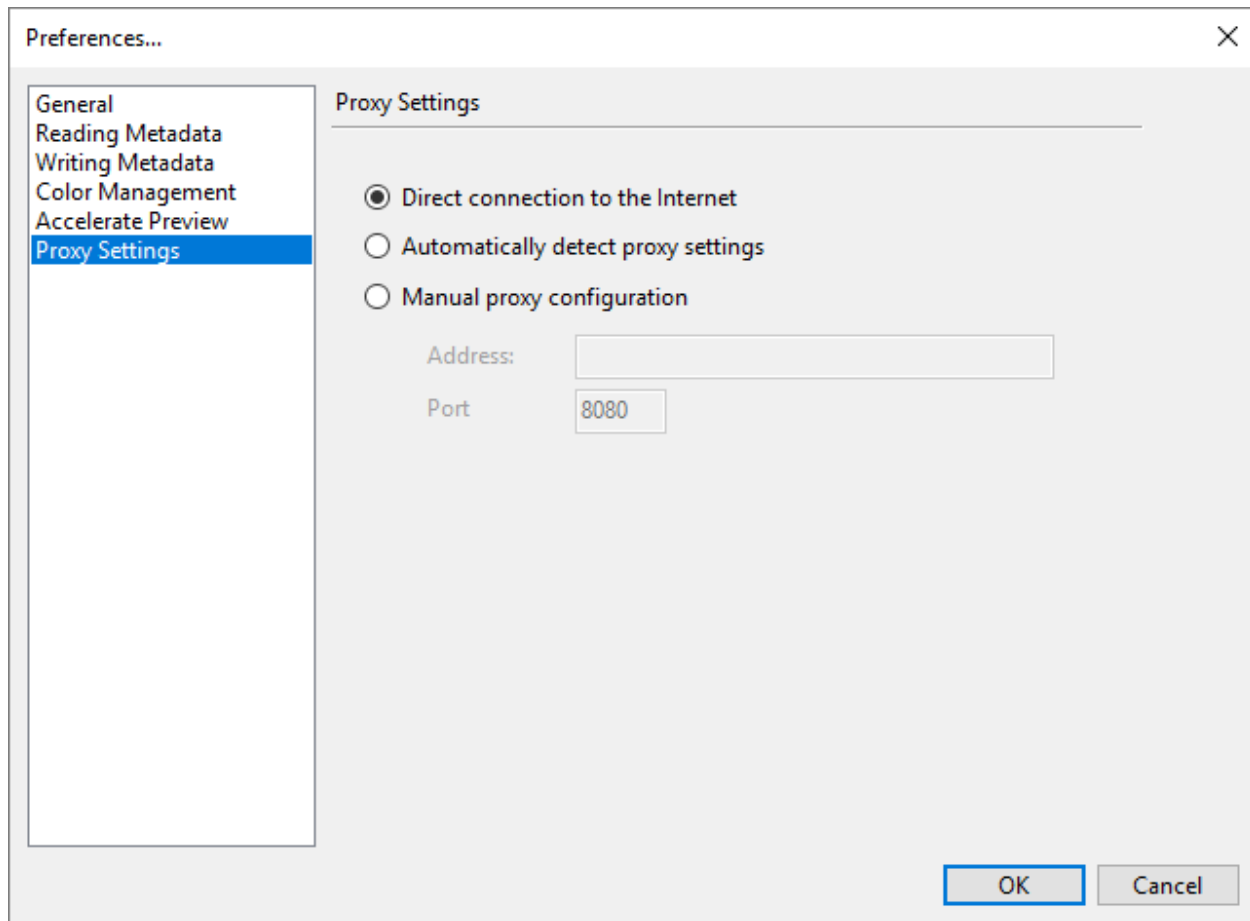 Preferences...
General
Reading Metadata
Writing Metadata
Color Management
Accelerate Preview
Proxy Settings
Proxy Settings
Direct connection to the Internet
Automatically detect proxy settings
Manual proxy configuration
Address:
Port 8080
OK Cancel